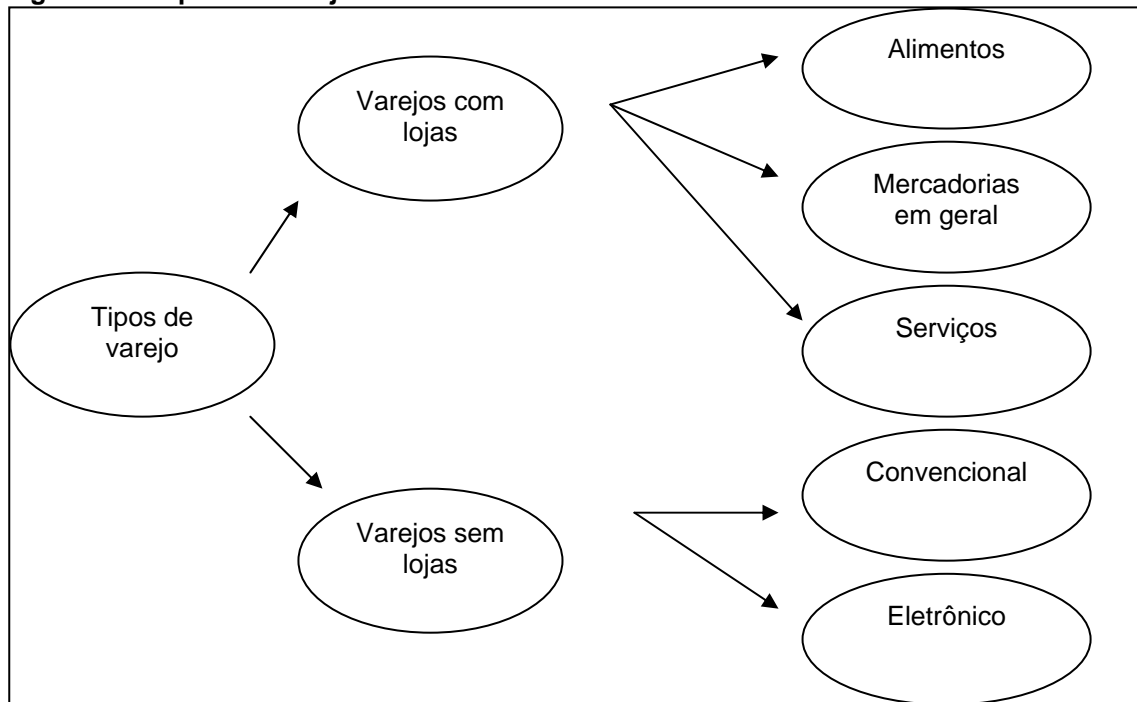 Alimentos
Varejos com
lojas
Mercadorias
em geral
Tipos de
varejo
Serviços
Convencional
Varejos sem
lojas
Eletrônico